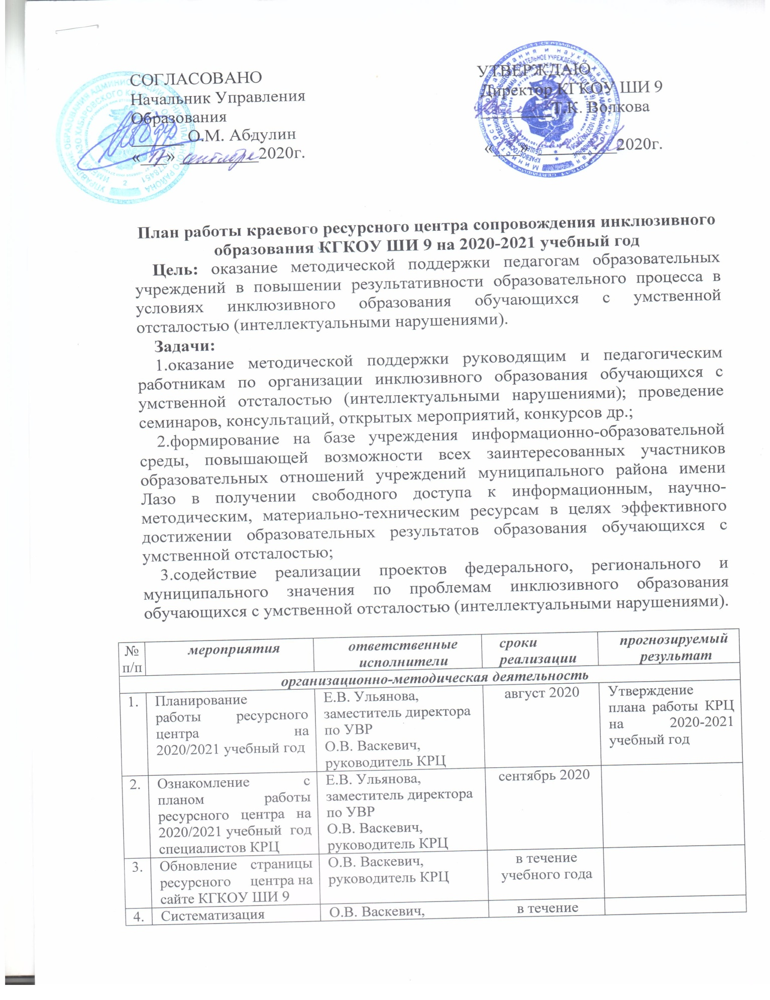 СОГЛАСОВАНО
Начальник Управления
Образования
О.М. Абдулин
«17» сентября 2020г.
УТВЕРЖДАЮ
Директор КГКОУ ШИ 9
Т.К. Волкова
«___» _________2020г.
План работы краевого ресурсного центра сопровождения инклюзивного
образования КГКОУ ШИ 9 на 2020-2021 учебный год
Цель: оказание методической поддержки педагогам образовательных
учреждений в повышении результативности образовательного процесса в
условиях инклюзивного образования обучающихся с умственной
отсталостью (интеллектуальными нарушениями).
Задачи:
1.оказание методической поддержки руководящим и педагогическим
работникам по организации инклюзивного образования обучающихся с
умственной отсталостью (интеллектуальными нарушениями); проведение
семинаров, консультаций, открытых мероприятий, конкурсов др.;
2.формирование на базе учреждения информационно-образовательной
среды, повышающей возможности всех заинтересованных участников
образовательных отношений учреждений муниципального района имени
Лазо в получении свободного доступа к информационным, научно-
методическим, материально-техническим ресурсам в целях эффективного
достижении образовательных результатов образования обучающихся с
умственной отсталостью;
3.содействие реализации проектов федерального, регионального и
муниципального значения по проблемам инклюзивного образования
обучающихся с умственной отсталостью (интеллектуальными нарушениями).
№ п/п
мероприятия
ответственные
исполнители
сроки
реализации
прогнозируемый
результат
организационно-методическая деятельность
1.
Планирование
работы ресурсного
центра на
2020/2021 учебный год
Е.В. Ульянова,
заместитель директора
по УВР
О.В. Васкевич,
руководитель КРЦ
август 2020
Утверждение
плана работы КРЦ
на 2020-2021
учебный год
2.
Ознакомление с
планом работы
ресурсного центра на
2020/2021 учебный год
специалистов КРЦ
Е.В. Ульянова,
заместитель директора
по УВР
О.В. Васкевич,
руководитель КРЦ
сентябрь 2020
3.
Обновление страницы
ресурсного центра на
сайте КГКОУ ШИ 9
О.В. Васкевич,
руководитель КРЦ
в течение
учебного года
4.
Систематизация
О.В. Васкевич,
в течение